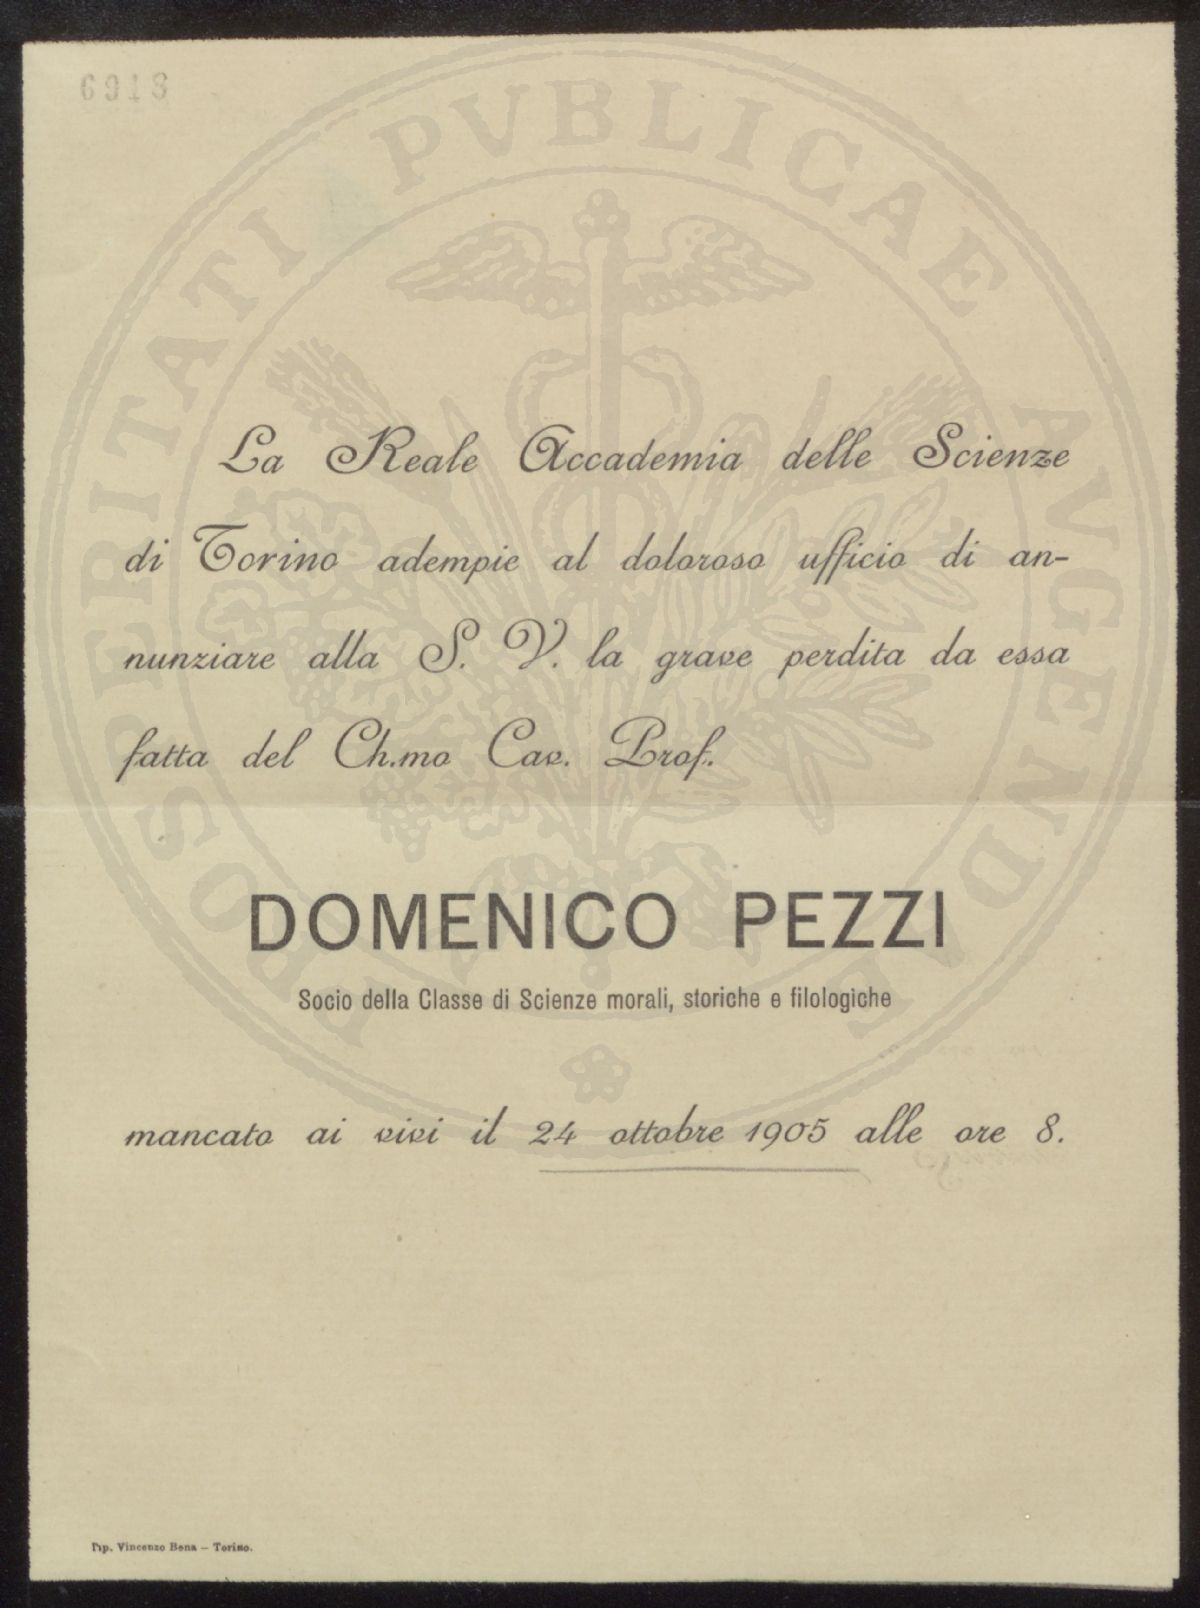 6918
PROSPERITATI PVBLICAE AVGENDAE
La Reale Accademia delle Scienze
di Torino adempie al doloroso ufficio di an-
nunziare alla S. V. la grave perdita da essa
fatta del Ch.mo Cav. Prof.
DOMENICO PEZZI
Socio della Classe di Scienze morali, storiche e filologiche
mancato ai vivi il 24 ottobre 1905 alle ore 8.
Tip. Vincenzo Bona — Torino.